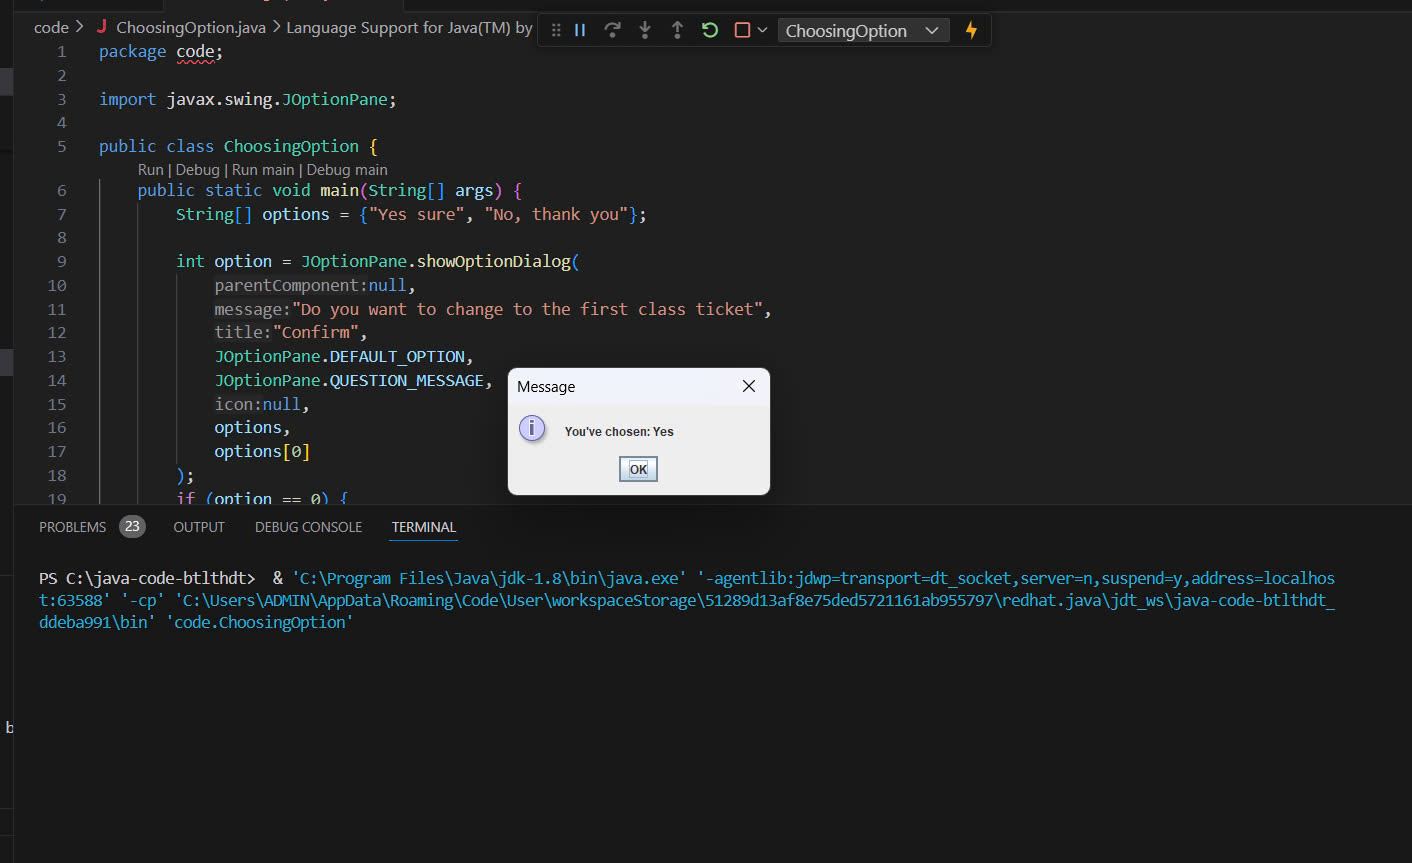 code > ChoosingOption.java > Language Support for Java(TM) by
ChoosingOption
1 package code;
2
3 import javax.swing.JOptionPane;
4
5 public class ChoosingOption {
Run | Debug | Run main | Debug main
6 public static void main(String[] args) {
7 String[] options = {"Yes sure", "No, thank you"};
8
9 int option = JOptionPane.showOptionDialog(
10 parentComponent:null,
11 message:"Do you want to change to the first class ticket",
12 title:"Confirm",
13 JOptionPane.DEFAULT_OPTION,
14 JOptionPane.QUESTION_MESSAGE,
15 icon:null,
16 options,
17 options[0]
18 );
19 if (option == 0) {
Message
You've chosen: Yes
OK
PROBLEMS 23 OUTPUT DEBUG CONSOLE TERMINAL
PS C:\java-code-btlthdt> & 'C:\Program Files\Java\jdk-1.8\bin\java.exe' '-agentlib:jdwp=transport=dt_socket,server=n,suspend=y,address=localhos
t:63588' '-cp' 'C:\Users\ADMIN\AppData\Roaming\Code\User\workspaceStorage\51289d13af8e75ded5721161ab955797\redhat.java\jdt_ws\java-code-btlthdt_
ddeba991\bin' 'code.ChoosingOption'
b